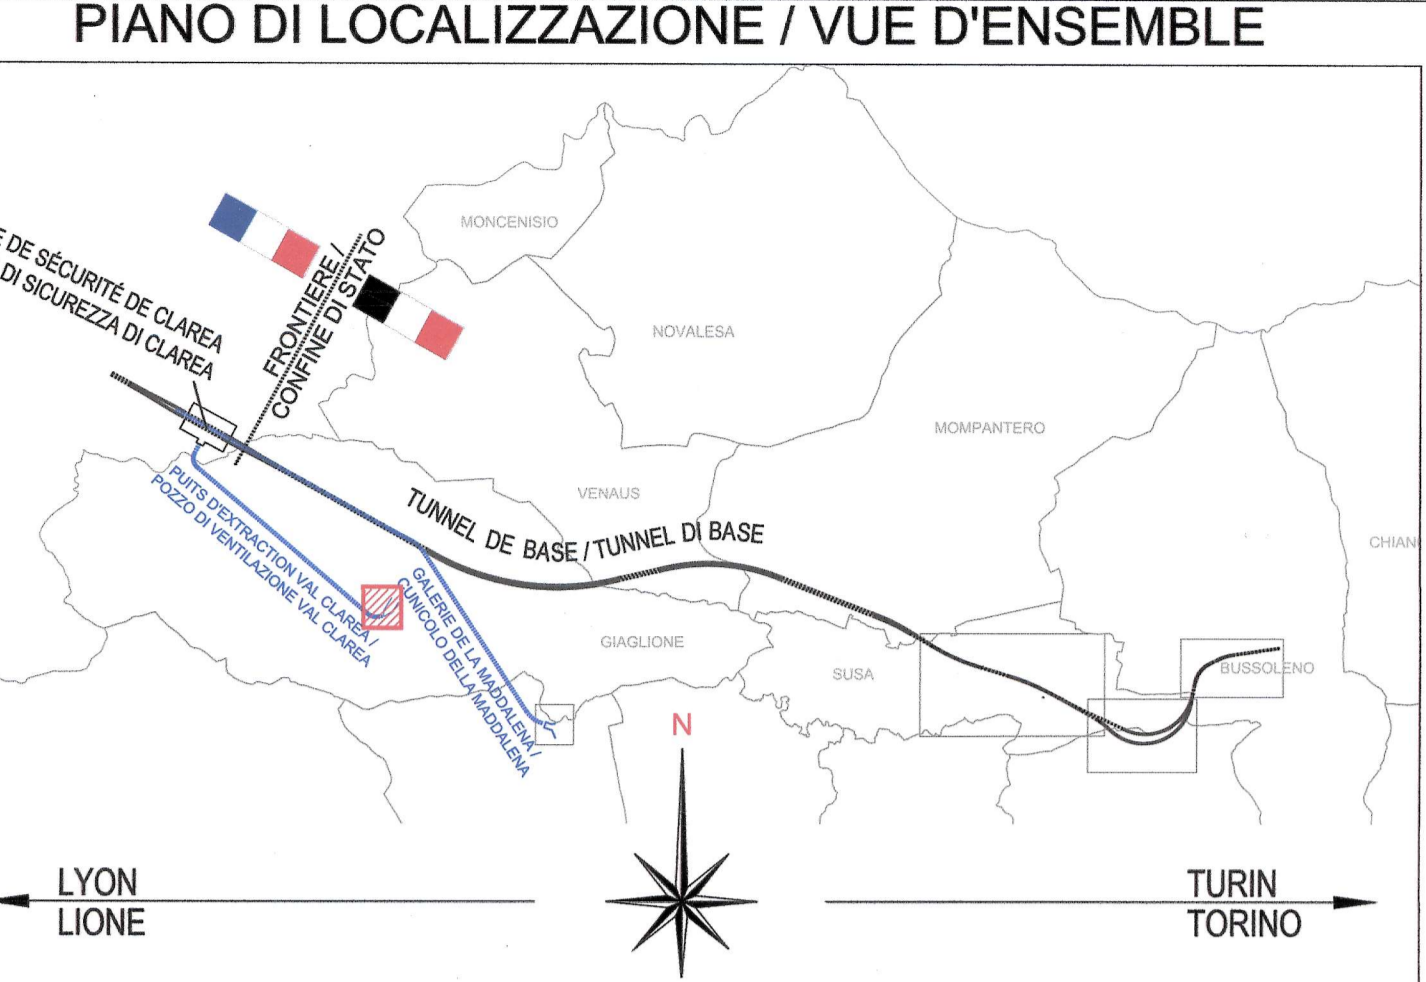 PIANO DI LOCALIZZAZIONE / VUE D'ENSEMBLE
MONCENISIO
DE SÉCURITÉ DE CLAREA
DI SICUREZZA DI CLAREA
FRONTIERE /
CONFINE DI STATO
NOVALESA
MOMPANTERO
VENAUS
PUITS D'EXTRACTION VAL CLAREA /
POZZO DI VENTILAZIONE VAL CLAREA
TUNNEL DE BASE / TUNNEL DI BASE
GALERIE DE LA MADDALENA /
CUNICOLO DELLA MADDALENA
GIAGLIONE
SUSA
BUSSOLENO
N
LYON
LIONE
TURIN
TORINO